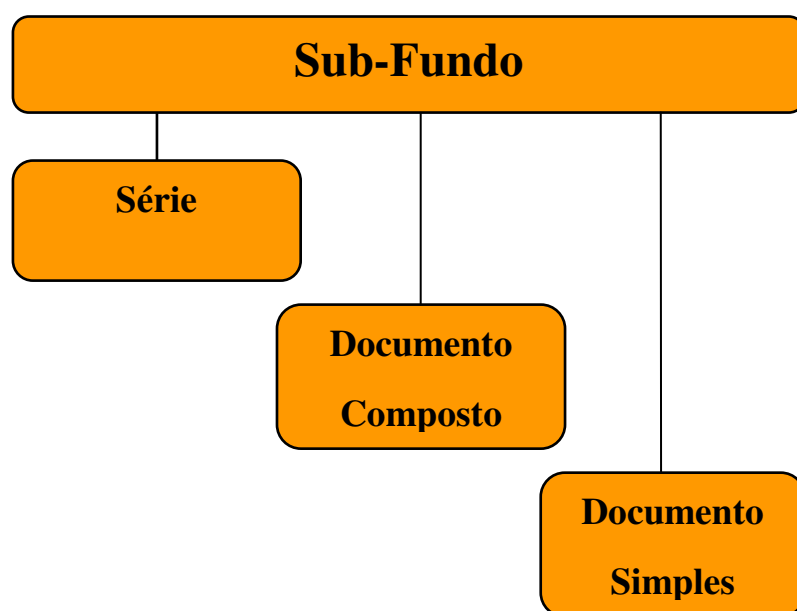 Sub-Fundo
Série
Documento
Composto
Documento
Simples